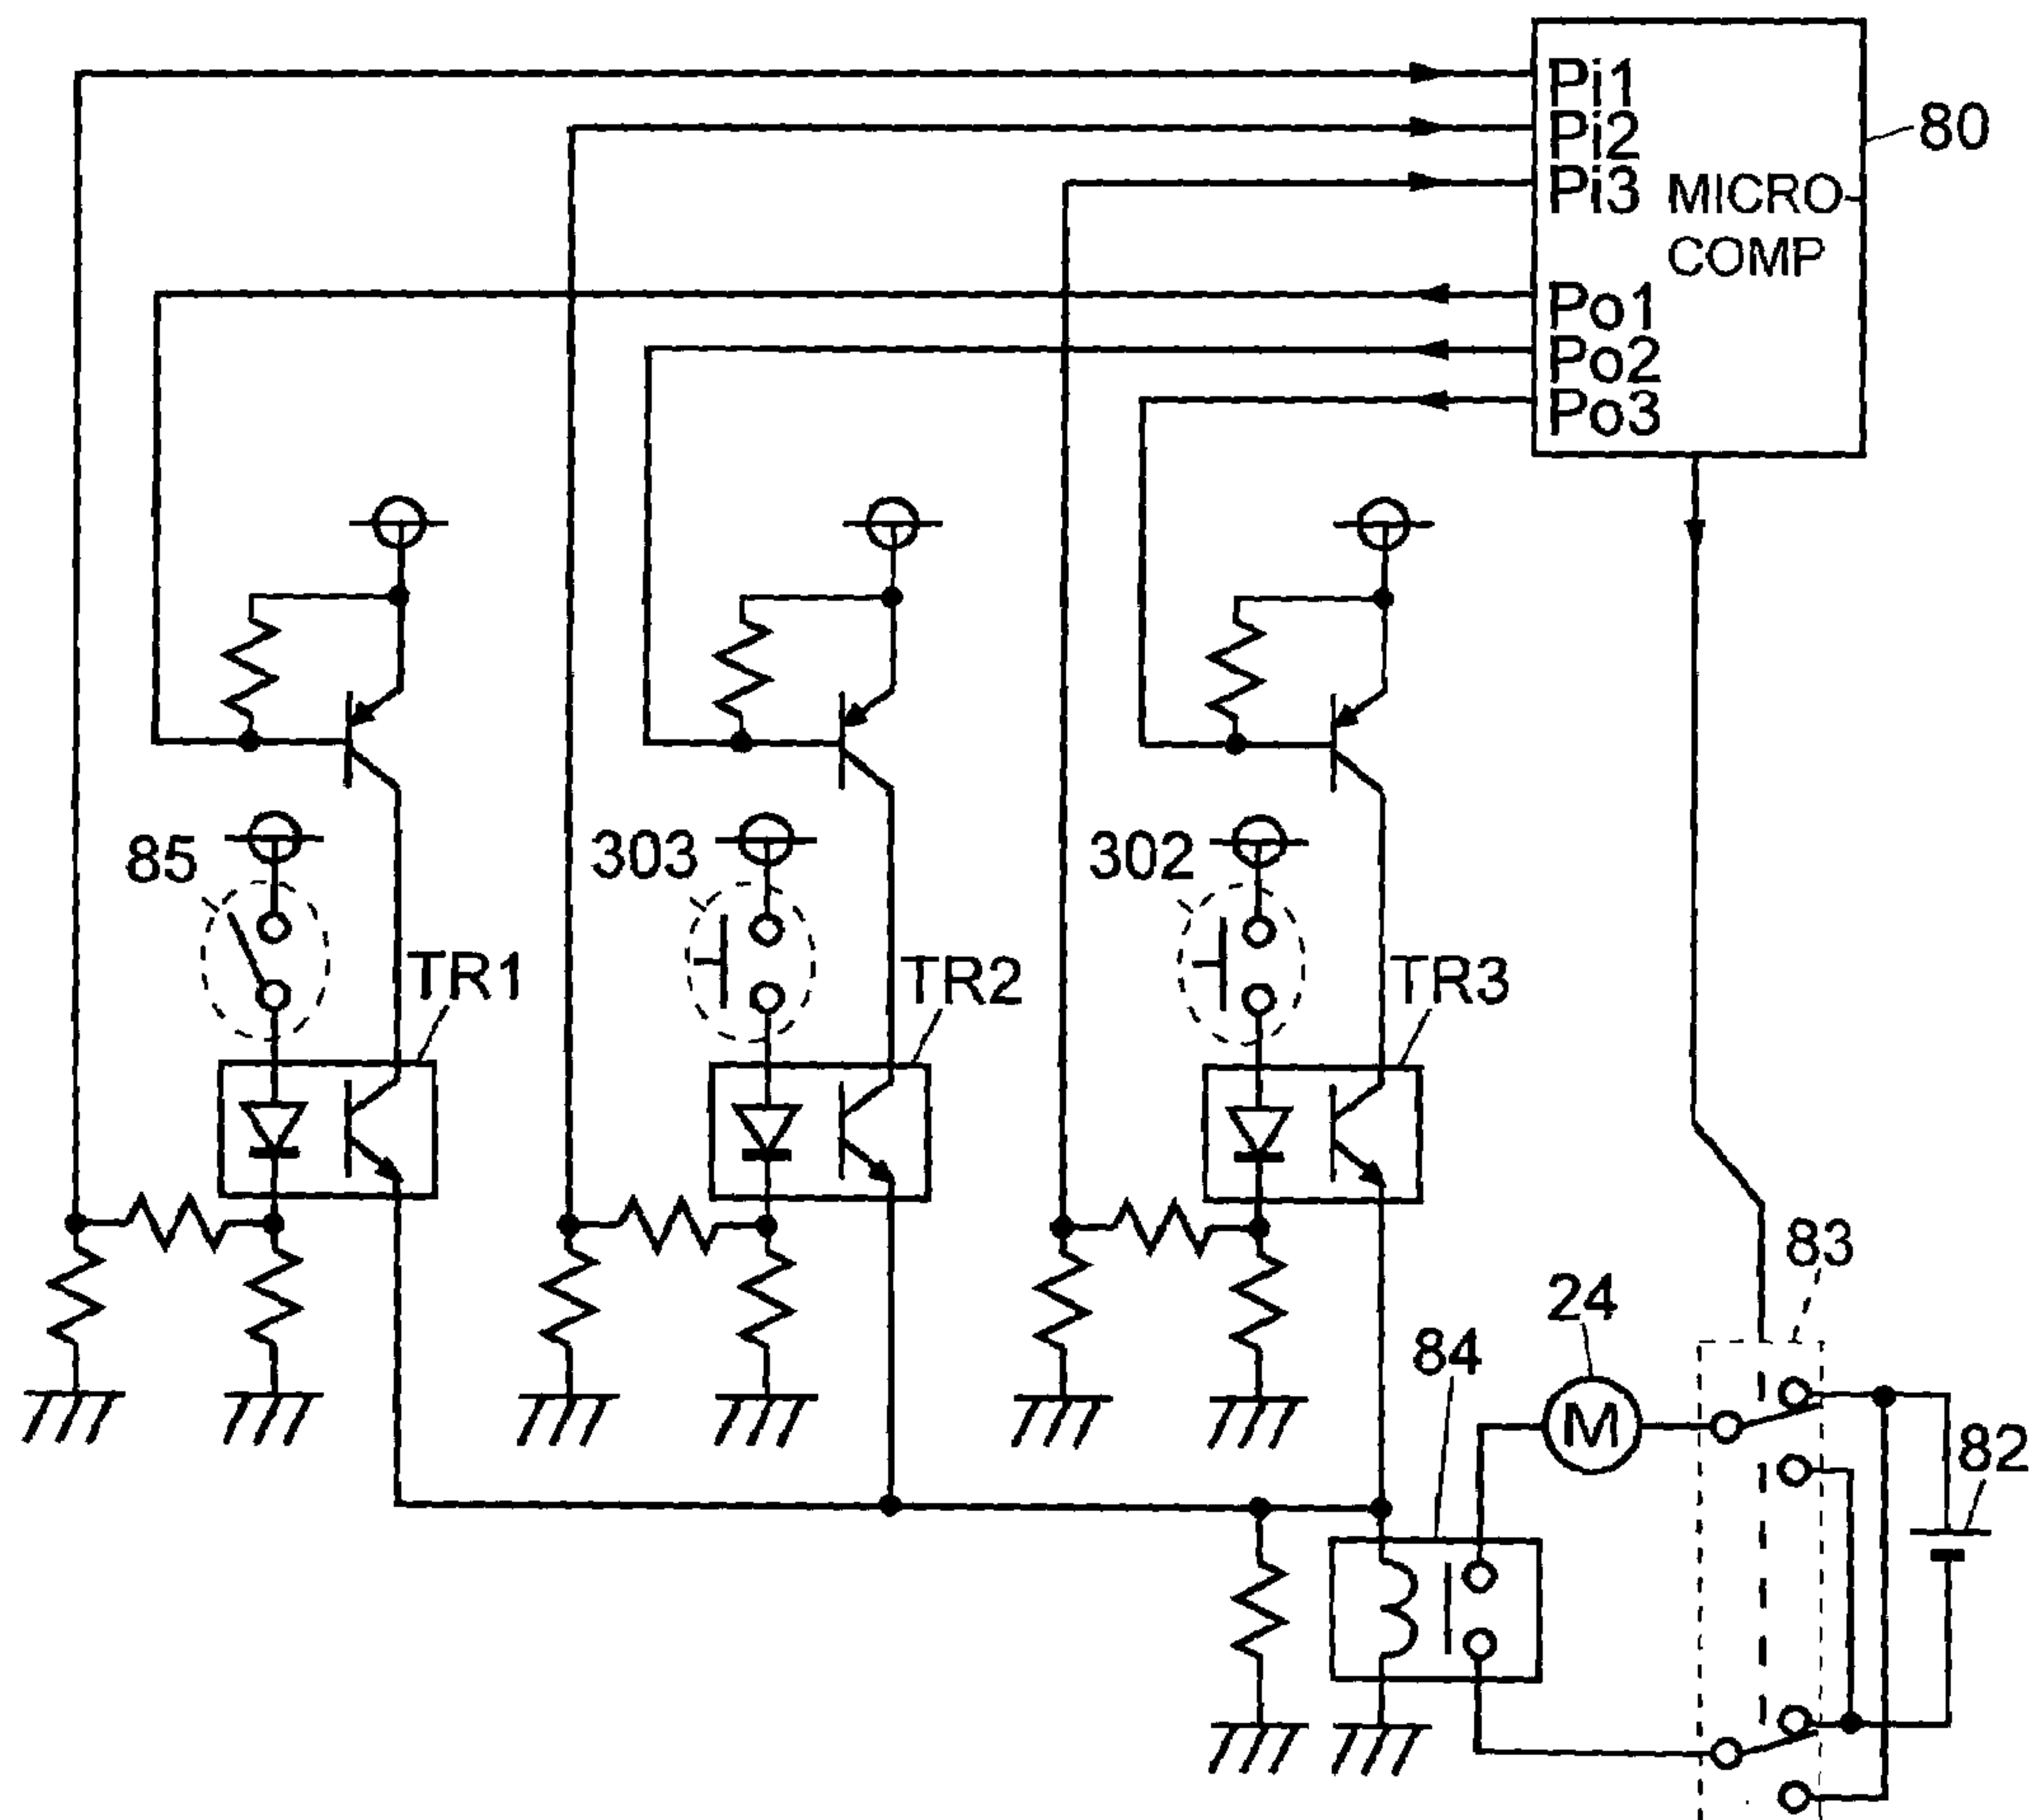 Pi1
Pi2
Pi3
MICRO-
COMP
80
Po1
Po2
Po3
85
303
302
TR1
TR2
TR3
83
24
84
M
82